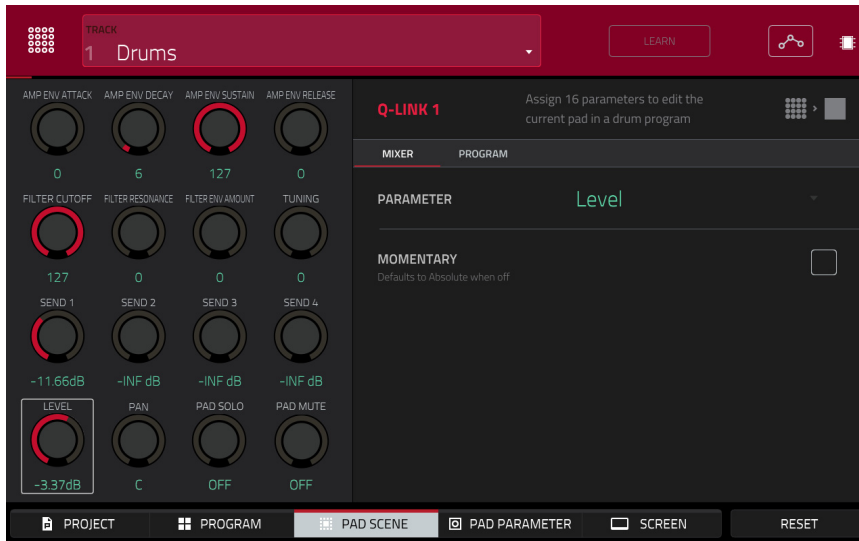 TRACK
1 Drums
LEARN
AMP ENV ATTACK AMP ENV DECAY AMP ENV SUSTAIN AMP ENV RELEASE
0 6 127 0
FILTER CUTOFF FILTER RESONANCE FILTER ENV AMOUNT TUNING
127 0 0 0
SEND 1 SEND 2 SEND 3 SEND 4
-11.66dB -INF dB -INF dB -INF dB
LEVEL PAN PAD SOLO PAD MUTE
-3.37dB C OFF OFF
Q-LINK 1
Assign 16 parameters to edit the
current pad in a drum program
MIXER PROGRAM
PARAMETER Level
MOMENTARY
Defaults to Absolute when off
PROJECT PROGRAM PAD SCENE PAD PARAMETER SCREEN RESET